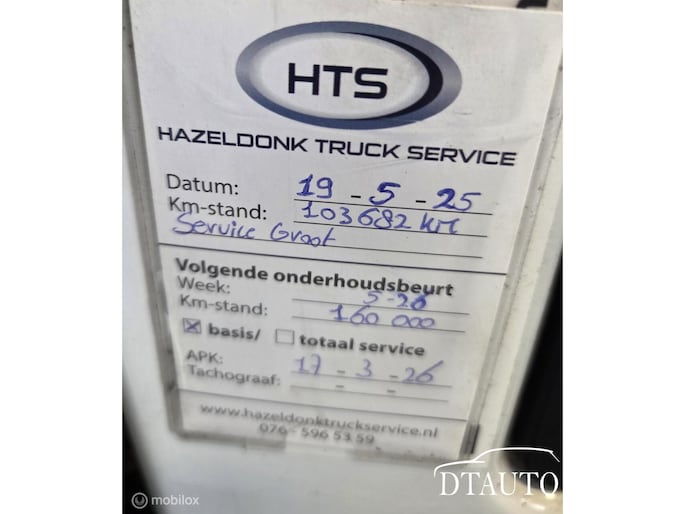 HTS
HAZELDONK TRUCK SERVICE
Datum: 19 - 5 - 25
Km-stand: 103682 KM
Service Groot
Volgende onderhoudsbeurt
Week: 5-26
Km-stand: 160 000
☒ basis/ ☐ totaal service
APK: 17 - 3 - 26
Tachograaf: - -
www.hazeldonktruckservice.nl
076 - 596 53 59
DTAUTO
© mobilox